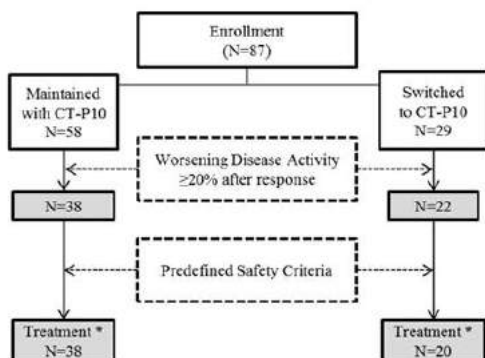 Enrollment
(N=87)
Maintained
with CT-P10
N=58
Switched
to CT-P10
N=29
Worsening Disease Activity
≥20% after response
N=38
N=22
Predefined Safety Criteria
Treatment *
N=38
Treatment *
N=20